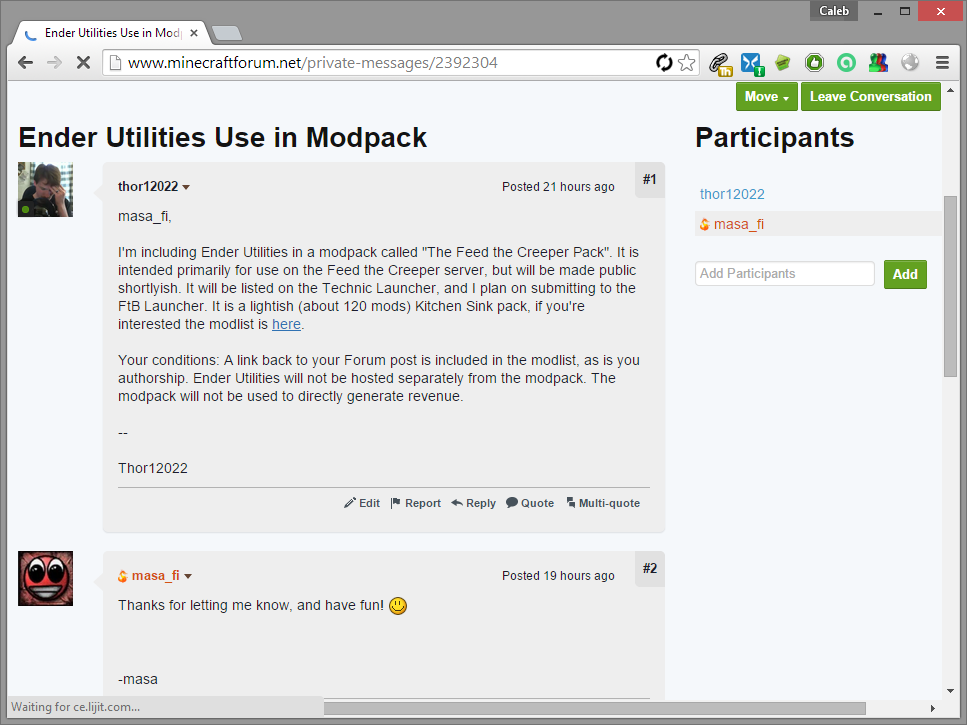 Caleb
Ender Utilities Use in Mod
www.minecraftforum.net/private-messages/2392304
Move
Leave Conversation
Ender Utilities Use in Modpack
Participants
thor12022
Posted 21 hours ago
#1
masa_fi,
I'm including Ender Utilities in a modpack called "The Feed the Creeper Pack". It is
intended primarily for use on the Feed the Creeper server, but will be made public
shortlyish. It will be listed on the Technic Launcher, and I plan on submitting to the
FtB Launcher. It is a lightish (about 120 mods) Kitchen Sink pack, if you're
interested the modlist is here.
Your conditions: A link back to your Forum post is included in the modlist, as is you
authorship. Ender Utilities will not be hosted separately from the modpack. The
modpack will not be used to directly generate revenue.
--
Thor12022
Edit Report Reply Quote Multi-quote
thor12022
masa_fi
Add Participants
Add
masa_fi
Posted 19 hours ago
#2
Thanks for letting me know, and have fun!
-masa
Waiting for ce.lijit.com...